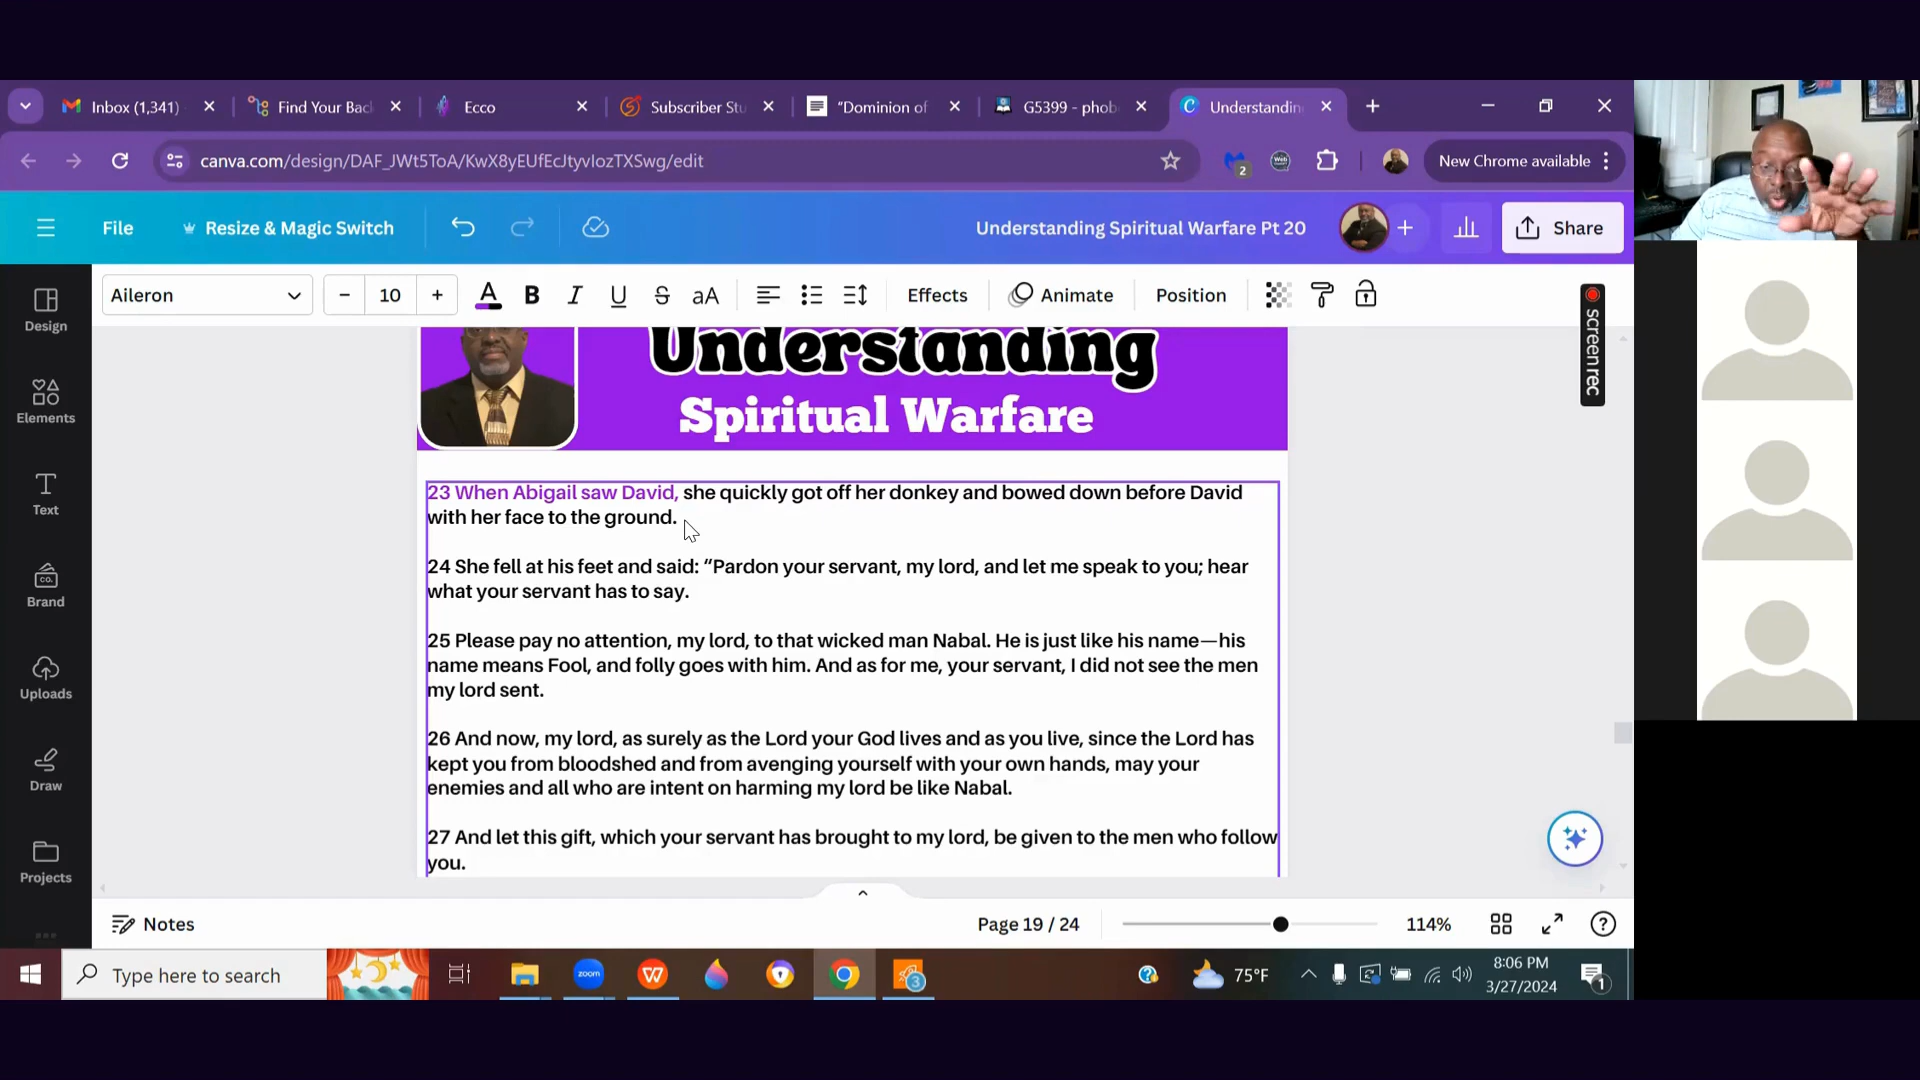 Inbox (1,341)
Find Your Bac
Ecco
Subscriber Stu
"Dominion of
G5399 - phob
Understandin
canva.com/design/DAF_JWt5ToA/KwX8yEUfEcJtyvIozTXSwg/edit
2
New Chrome available
File
Resize & Magic Switch
Understanding Spiritual Warfare Pt 20
Share
Aileron
10
A
B
I
U
S
aA
Effects
Animate
Position
screenrec
Design
Elements
Text
Brand
Uploads
Draw
Projects
Understanding
Spiritual Warfare
23 When Abigail saw David, she quickly got off her donkey and bowed down before David
with her face to the ground.
24 She fell at his feet and said: “Pardon your servant, my lord, and let me speak to you; hear
what your servant has to say.
25 Please pay no attention, my lord, to that wicked man Nabal. He is just like his name—his
name means Fool, and folly goes with him. And as for me, your servant, I did not see the men
my lord sent.
26 And now, my lord, as surely as the Lord your God lives and as you live, since the Lord has
kept you from bloodshed and from avenging yourself with your own hands, may your
enemies and all who are intent on harming my lord be like Nabal.
27 And let this gift, which your servant has brought to my lord, be given to the men who follow
you.
Notes
Page 19 / 24
114%
Type here to search
zoom
3
75°F
8:06 PM
3/27/2024
1